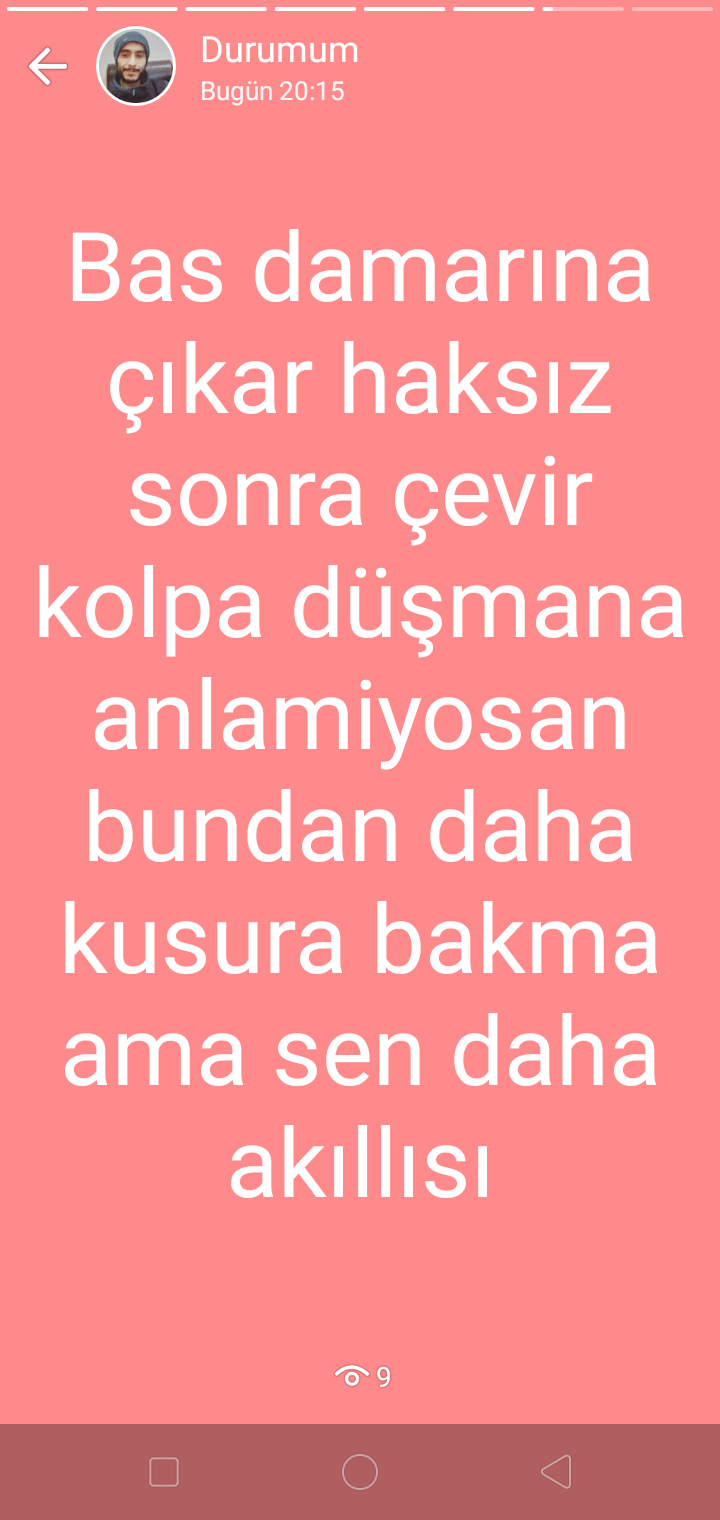 Durumum
Bugün 20:15
Bas damarına
çıkar haksız
sonra çevir
kolpa düşmana
anlamiyosan
bundan daha
kusura bakma
ama sen daha
akıllısı
9